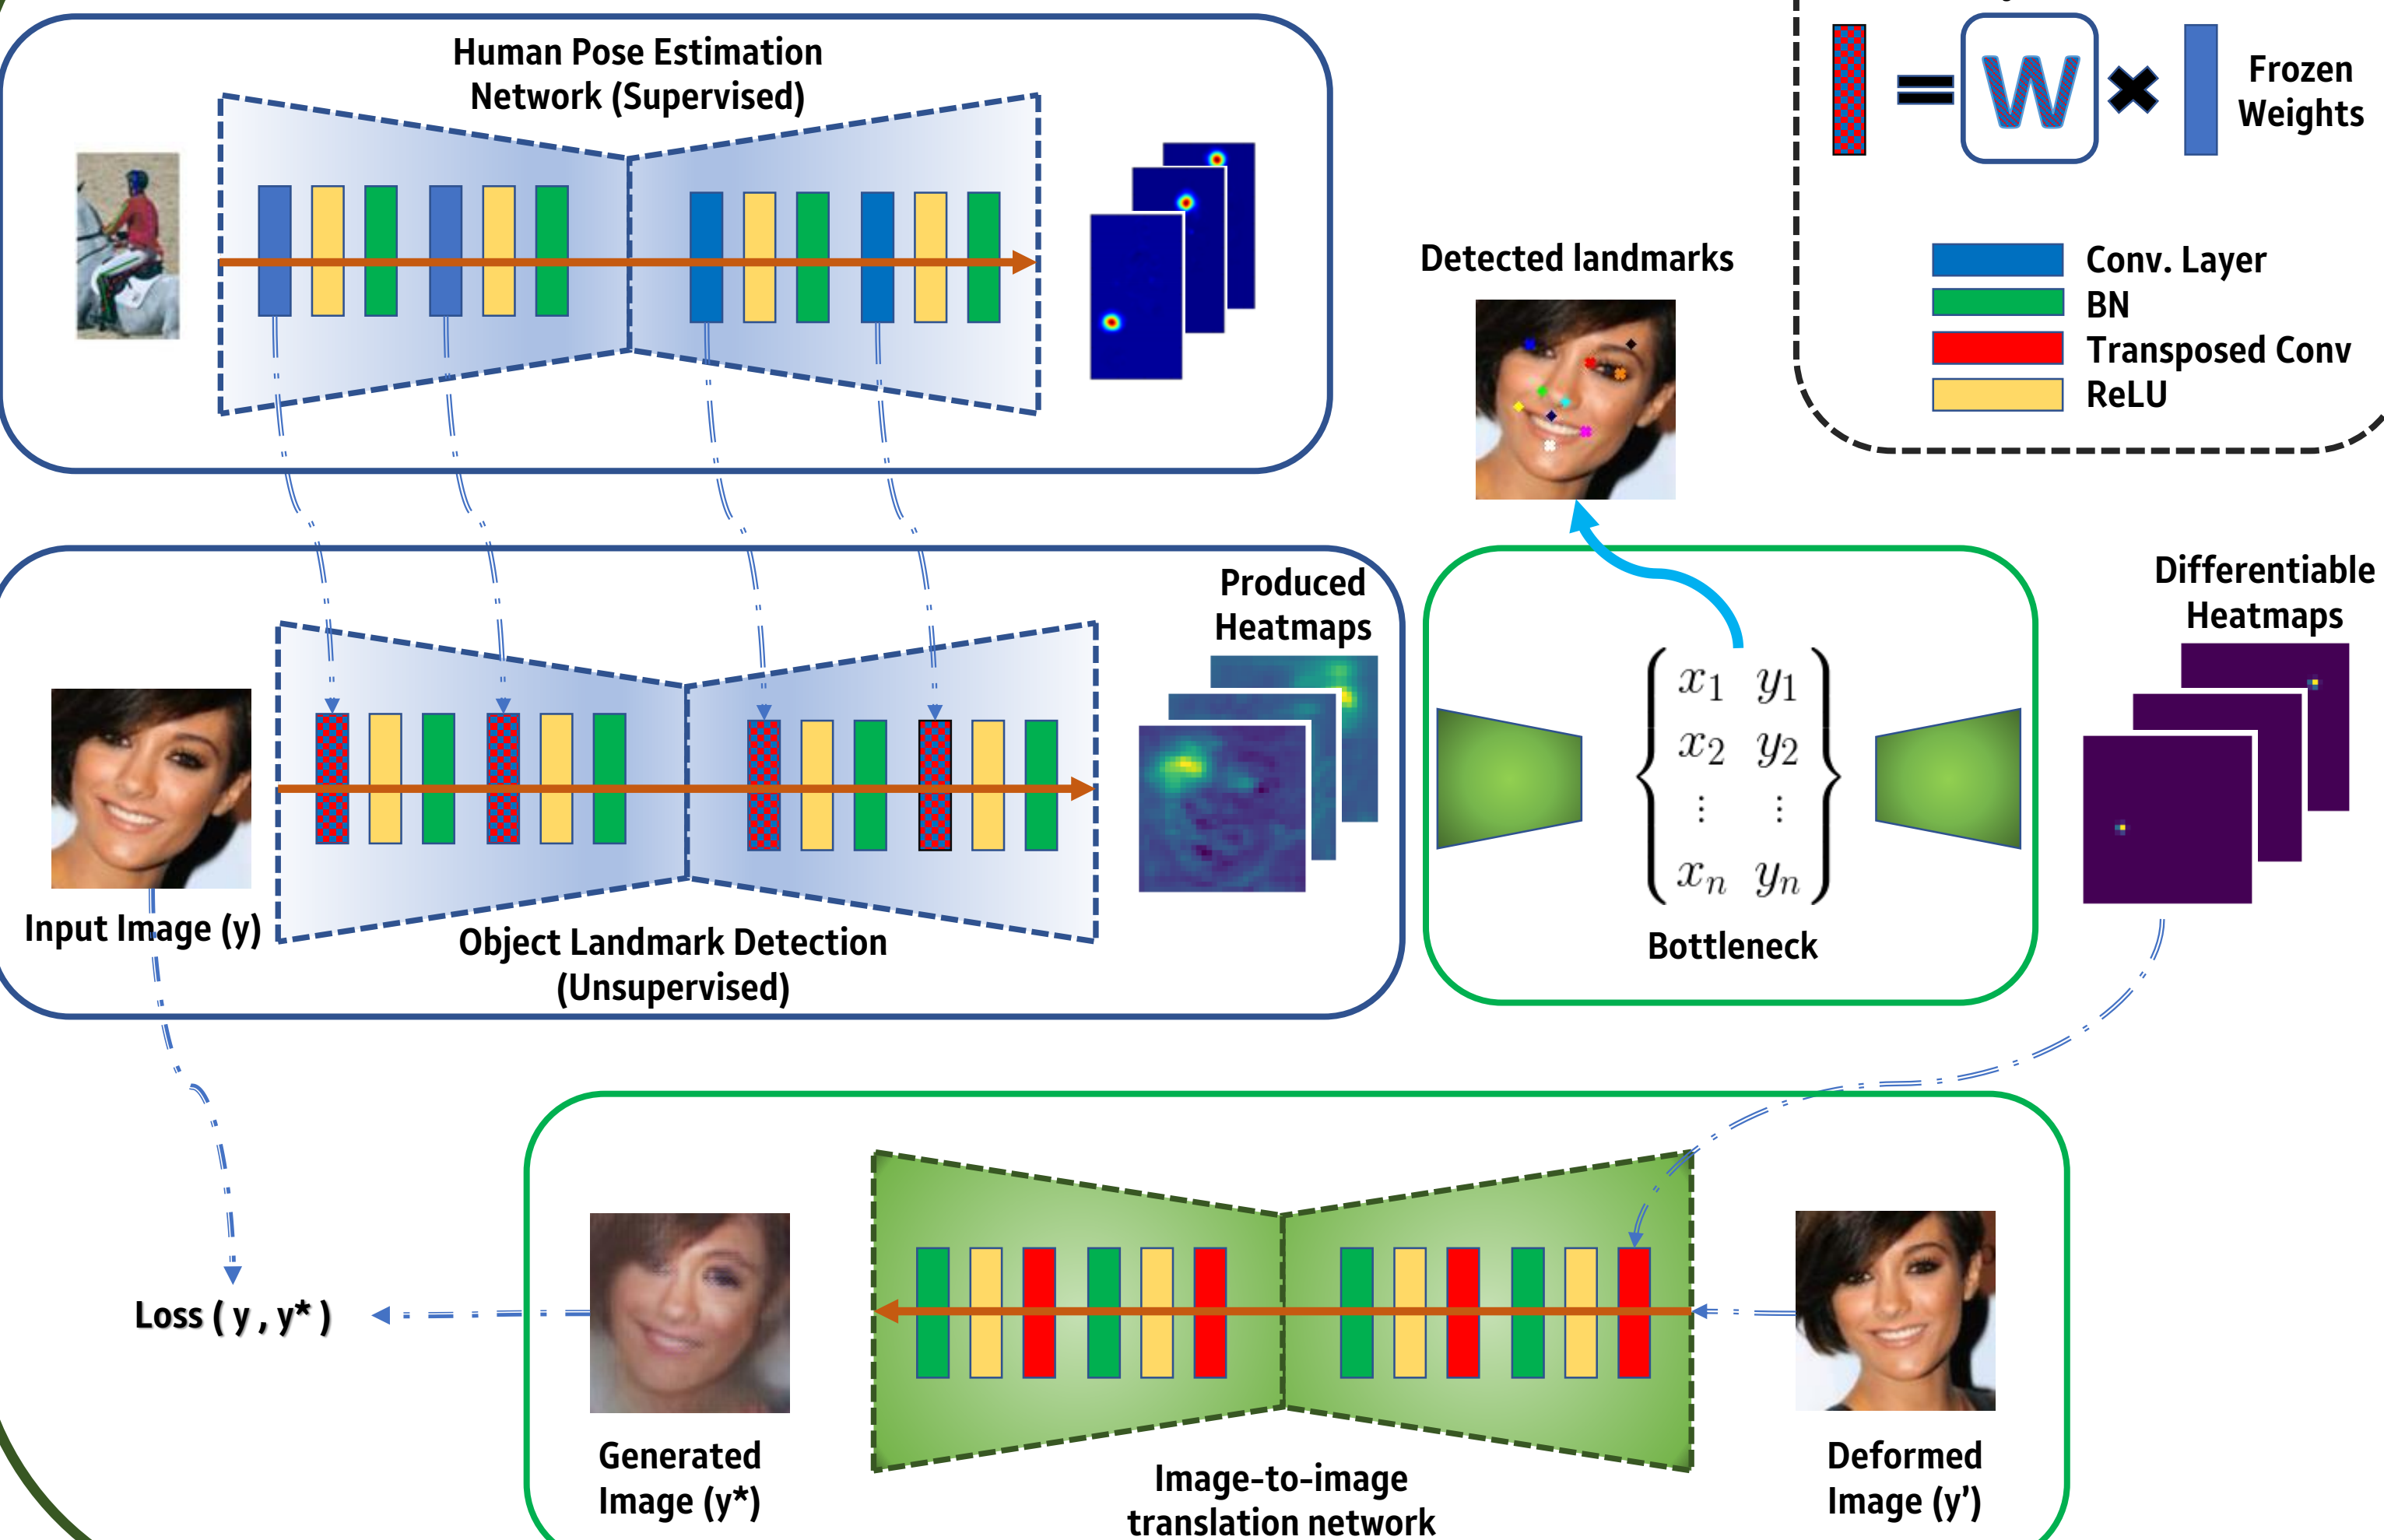 Human Pose Estimation
Network (Supervised)
W
Frozen
Weights
Conv. Layer
BN
Transposed Conv
ReLU
Detected landmarks
Produced
Heatmaps
Differentiable
Heatmaps
x1 y1
x2 y2
⋮ ⋮
xn yn
Bottleneck
Input Image (y)
Object Landmark Detection
(Unsupervised)
Loss ( y , y* )
Generated
Image (y*)
Image-to-image
translation network
Deformed
Image (y’)